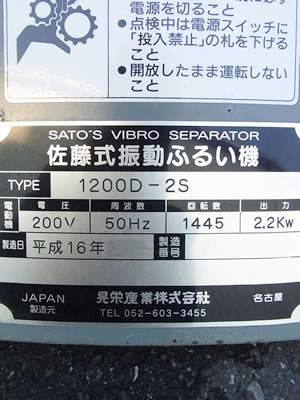 電源を切ること
●点検中は電源スイッチに
「投入禁止」の札を下げる
こと
●開放したまま運転しない
こと
SATO'S VIBRO SEPARATOR
佐藤式振動ふるい機
TYPE 1200D-2S
電動機 電圧 周波数 回転数 出力
200V 50Hz 1445 2.2Kw
製造日 平成16年 製造番号
JAPAN 製造元 晃栄産業株式会社 名古屋
TEL 052-603-3455